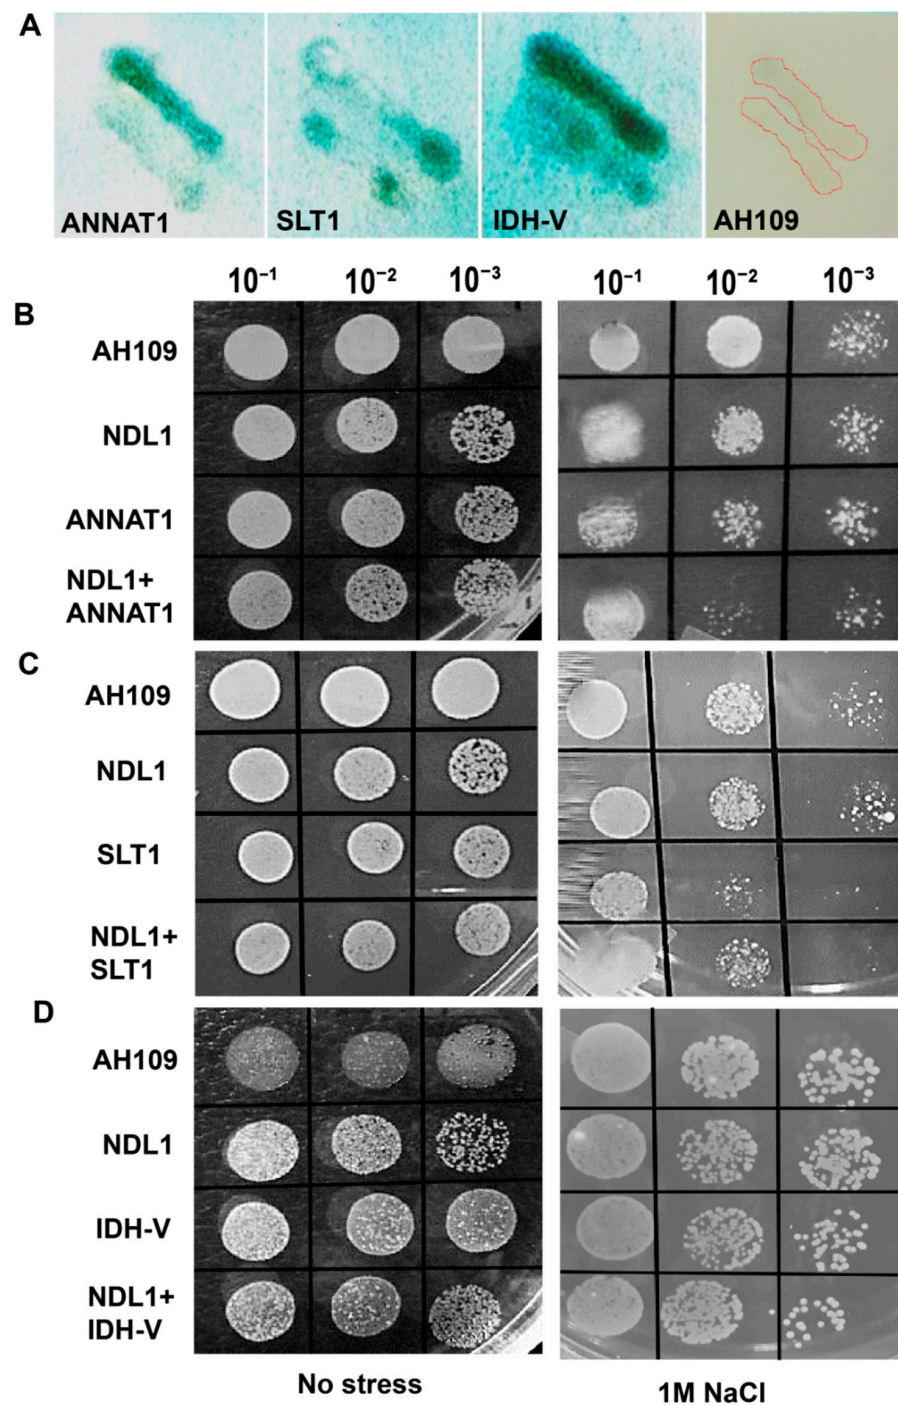 A
ANNAT1 SLT1 IDH-V AH109
10⁻¹ 10⁻² 10⁻³ 10⁻¹ 10⁻² 10⁻³
B
AH109
NDL1
ANNAT1
NDL1+
ANNAT1
C
AH109
NDL1
SLT1
NDL1+
SLT1
D
AH109
NDL1
IDH-V
NDL1+
IDH-V
No stress 1M NaCl